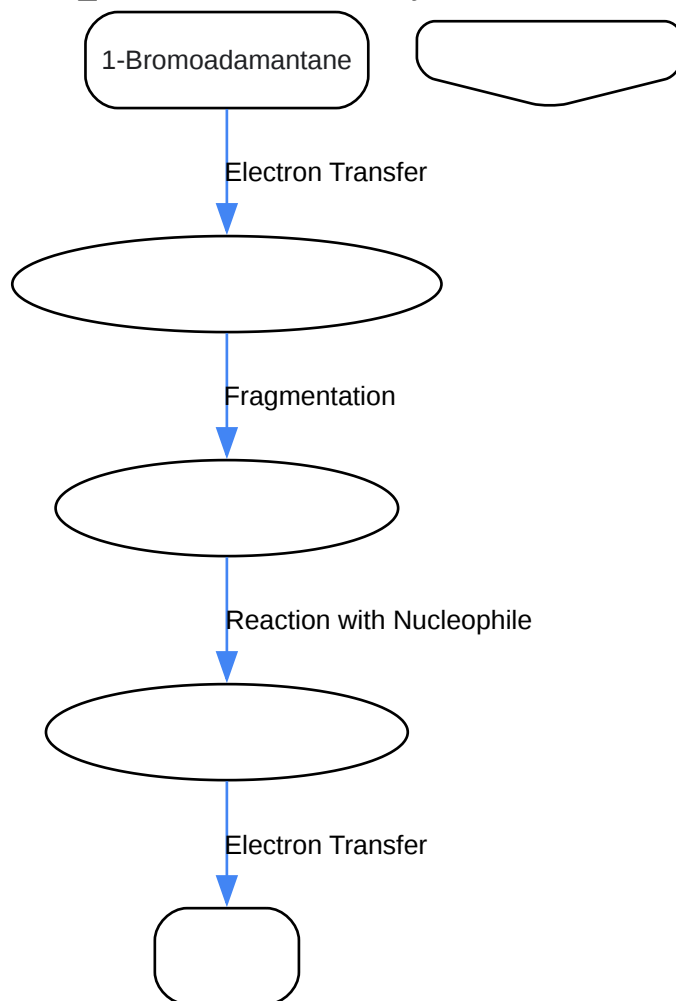 1-Bromoadamantane
Electron Transfer
Fragmentation
Reaction with Nucleophile
Electron Transfer